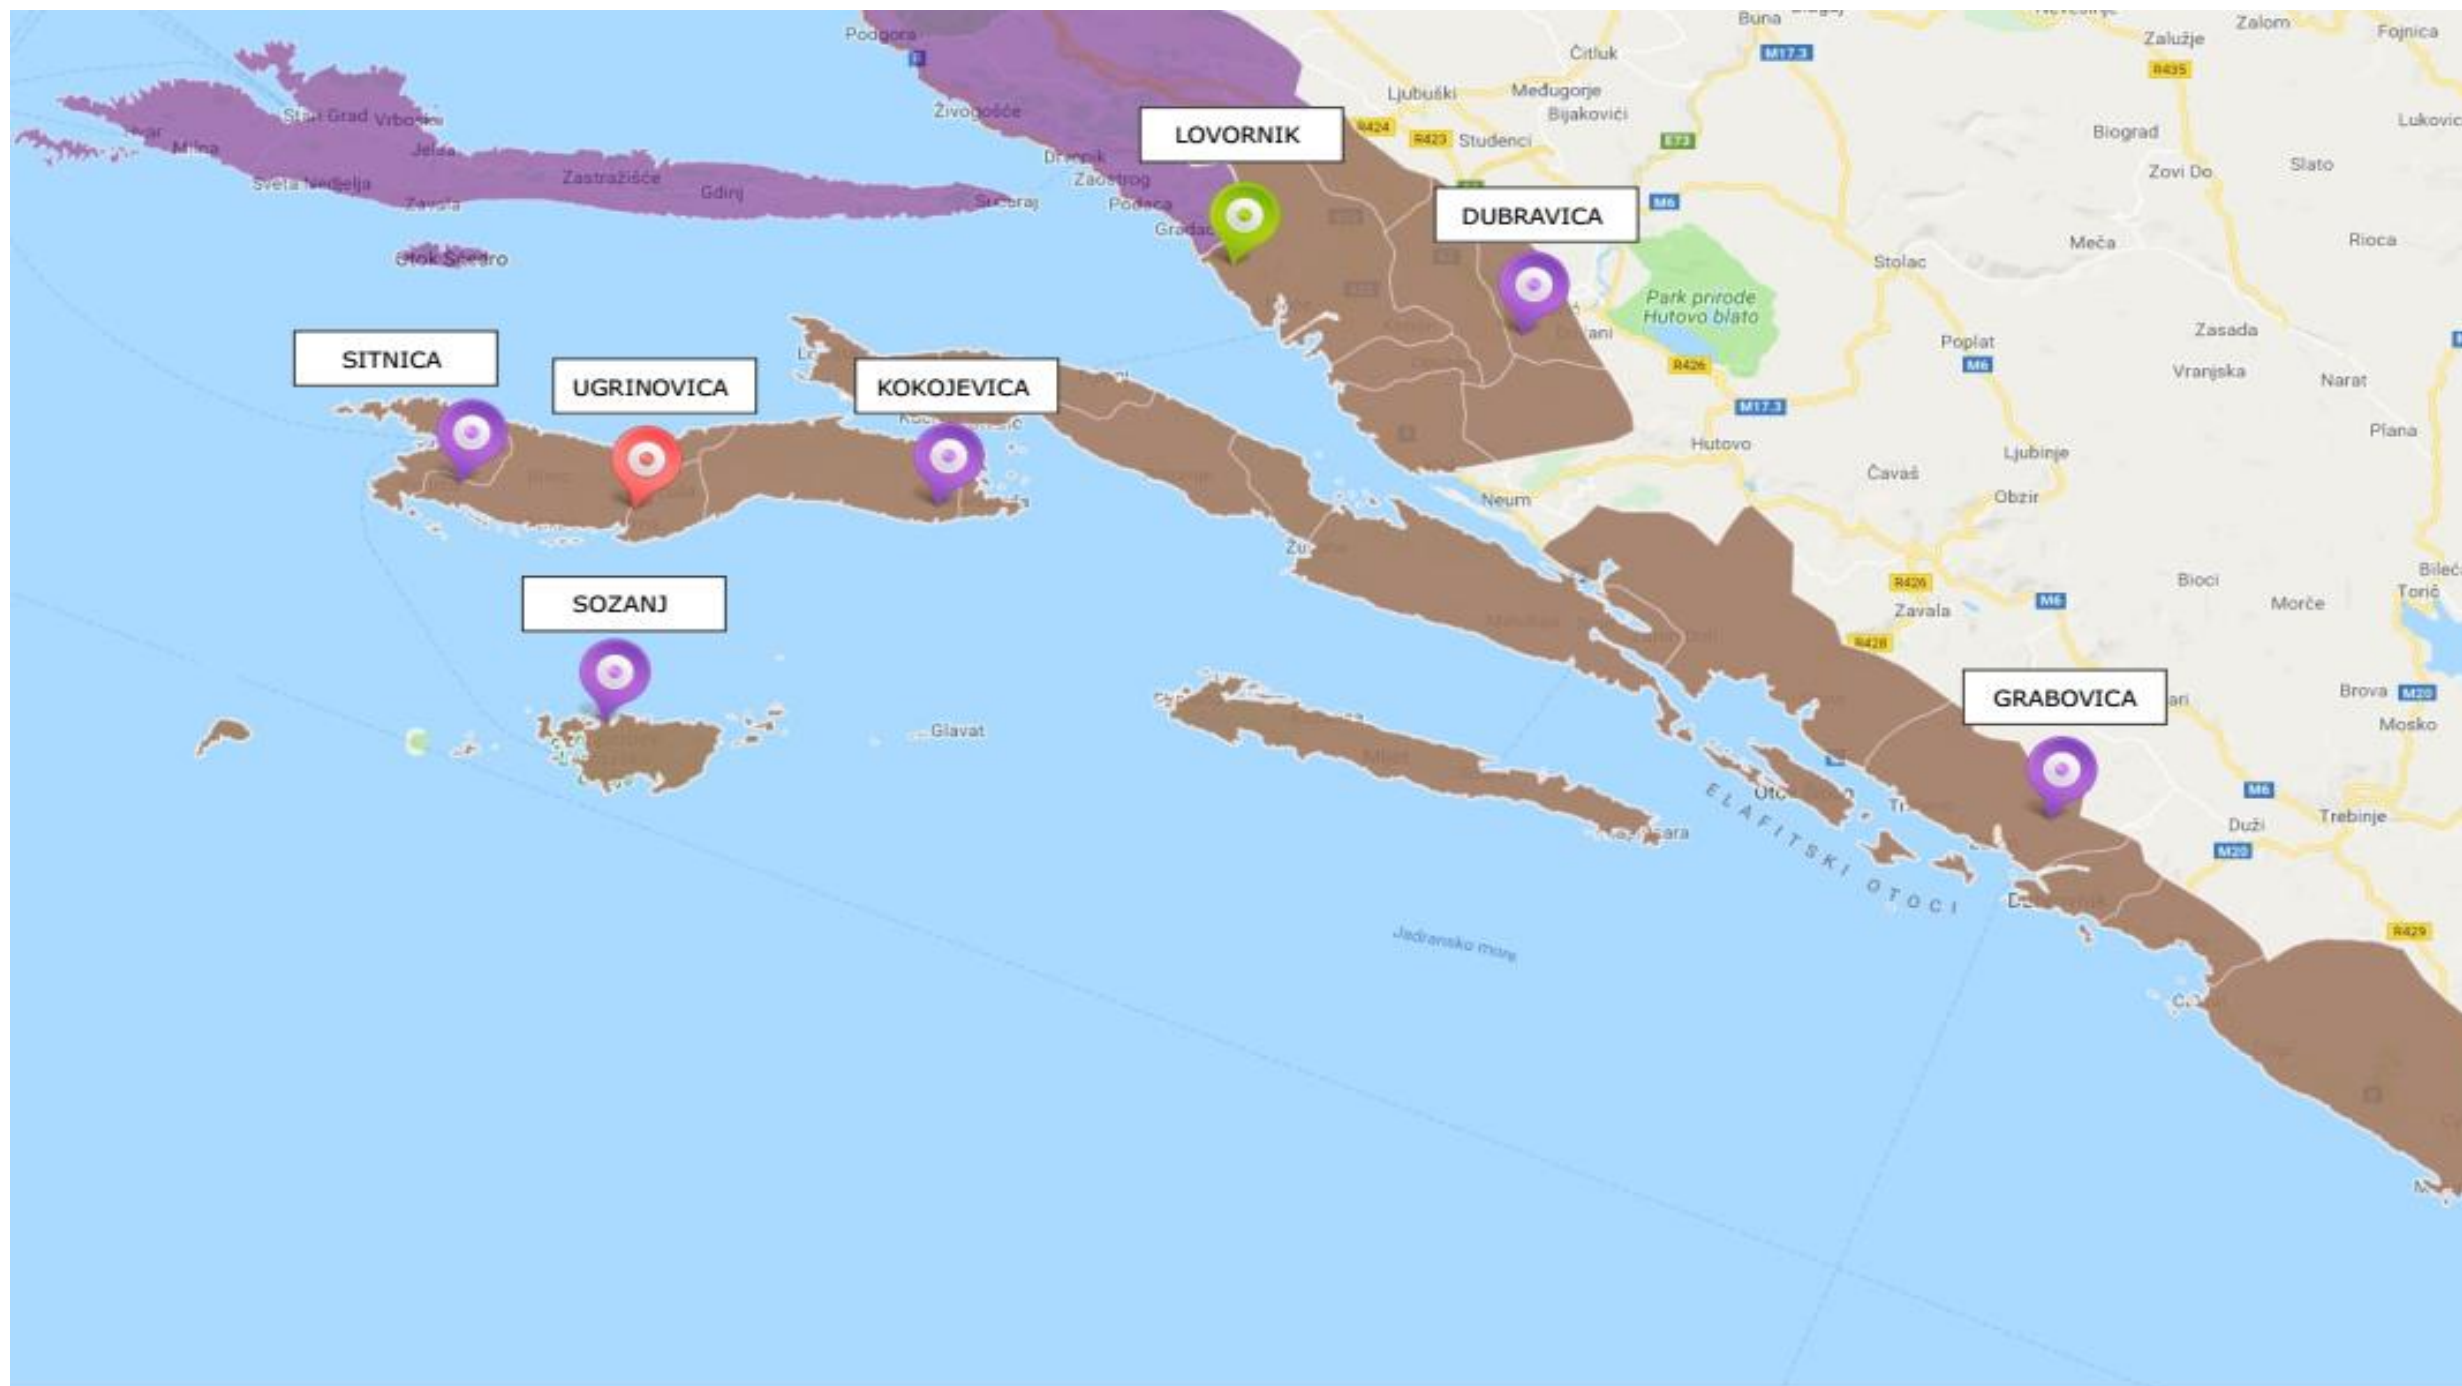 Buna
Zalom
Fojnica
Podgora
Zalužje
Čitluk
M17.3
R435
Ljubuški
Međugorje
Bijakovići
Živogošće
Stari Grad
Vrboska
Hvar
LOVORNIK
R424
R423
Studenci
E73
Biograd
Milna
Jelsa
Drvenik
Zaostrog
Zovi Do
Slato
Sveta Nedjelja
Zastražišće
Gdinj
Zavala
Sućuraj
Podaca
DUBRAVICA
M6
Gradac
Meča
Rioca
Otok Šćedro
Stolac
Park prirode
Hutovo blato
Zasada
SITNICA
Poplat
M6
R426
Vranjska
Narat
UGRINOVICA
KOKOJEVICA
M17.3
Hutovo
Plana
Ljubinje
Čavaš
Obzir
Neum
SOZANJ
R426
Zavala
M6
Bioci
Morče
Torič
R428
GRABOVICA
Brova
M20
Mosko
Glavat
Mljet
M6
ELAFITSKI OTOCI
Duži
Trebinje
M20
R429
Jadransko more